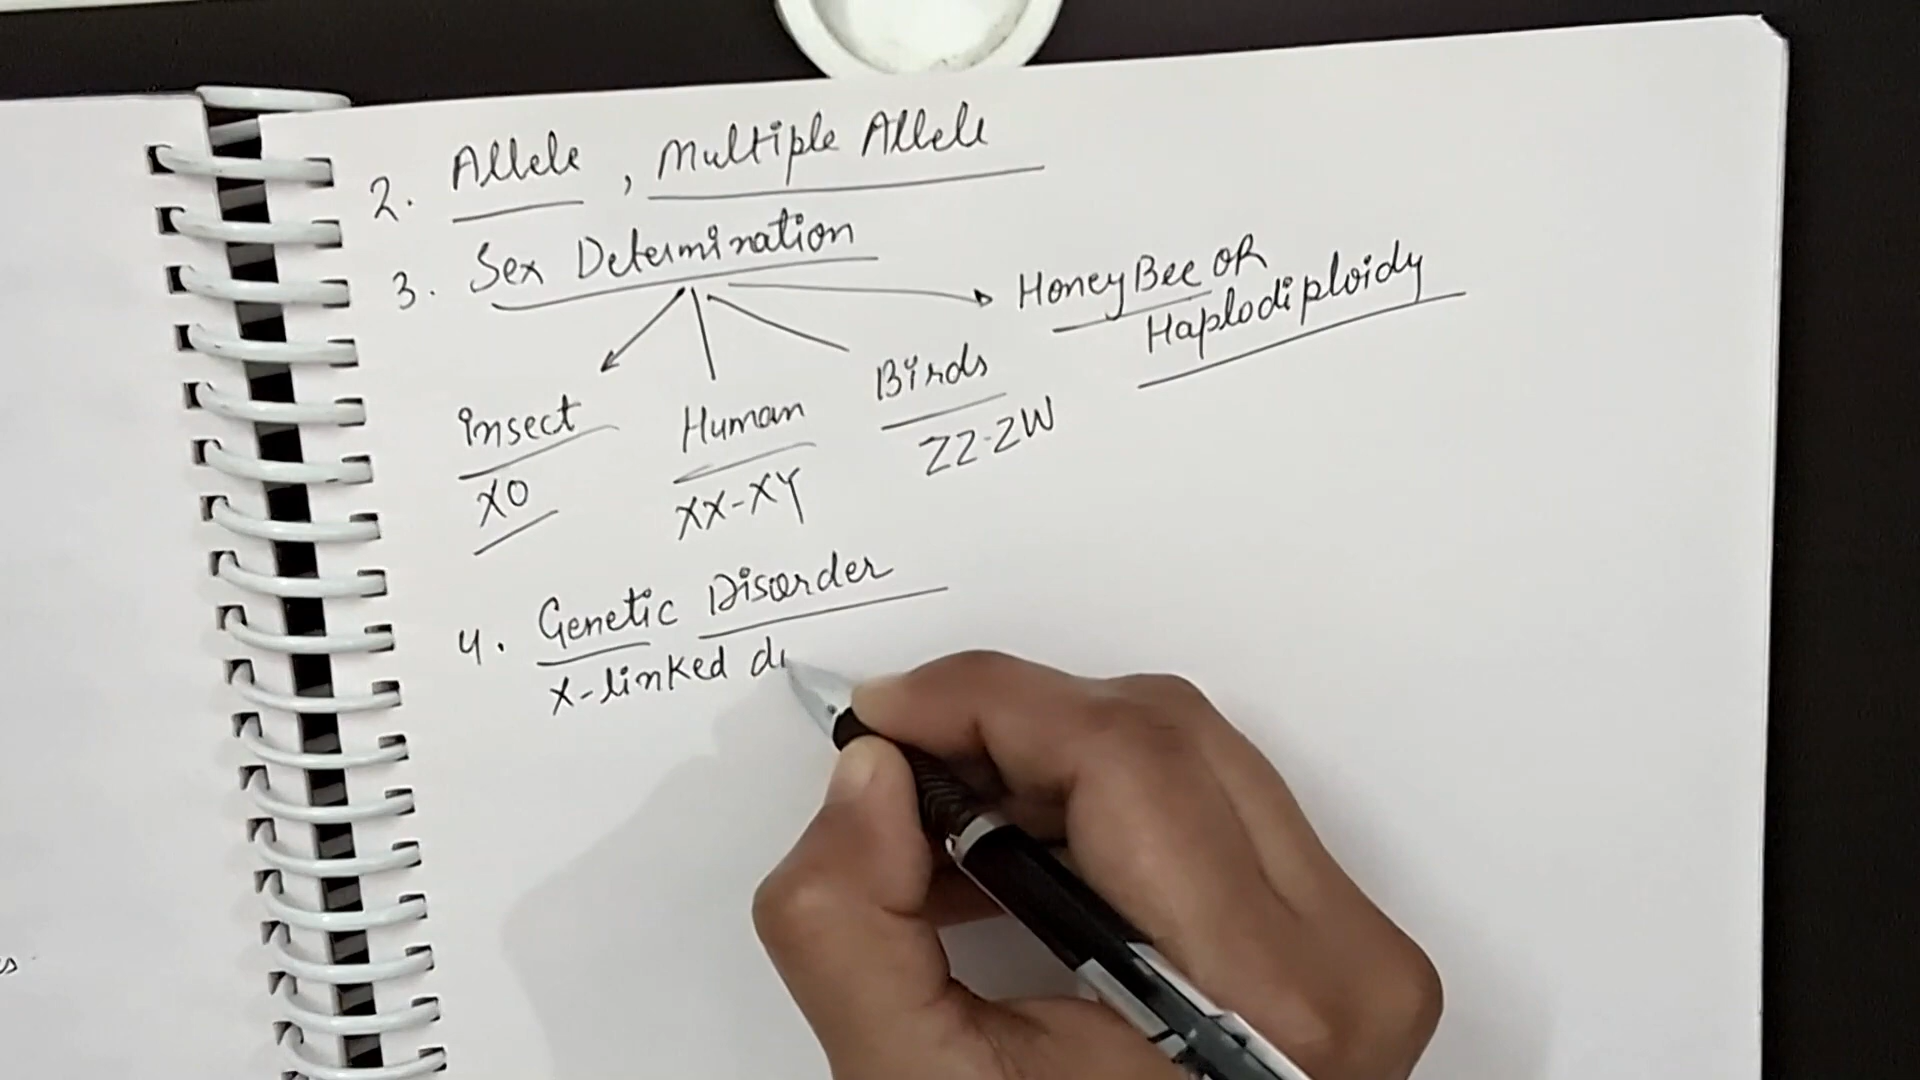 2. Allele, Multiple Allele
3. Sex Determination
HoneyBee OR
Haplodiploidy
insect
XO
Human
XX-XY
Birds
ZZ-ZW
4. Genetic Disorder
X-linked di